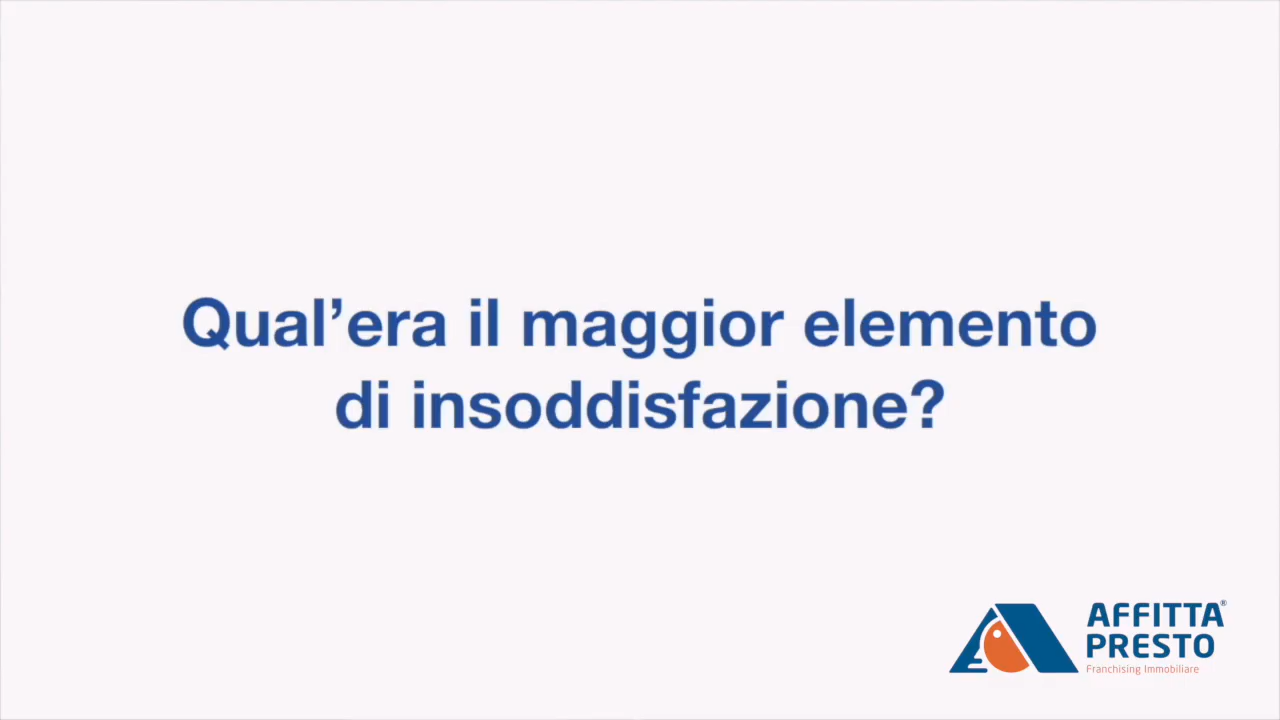 Qual’era il maggior elemento
di insoddisfazione?
AFFITTA®
PRESTO
Franchising Immobiliare